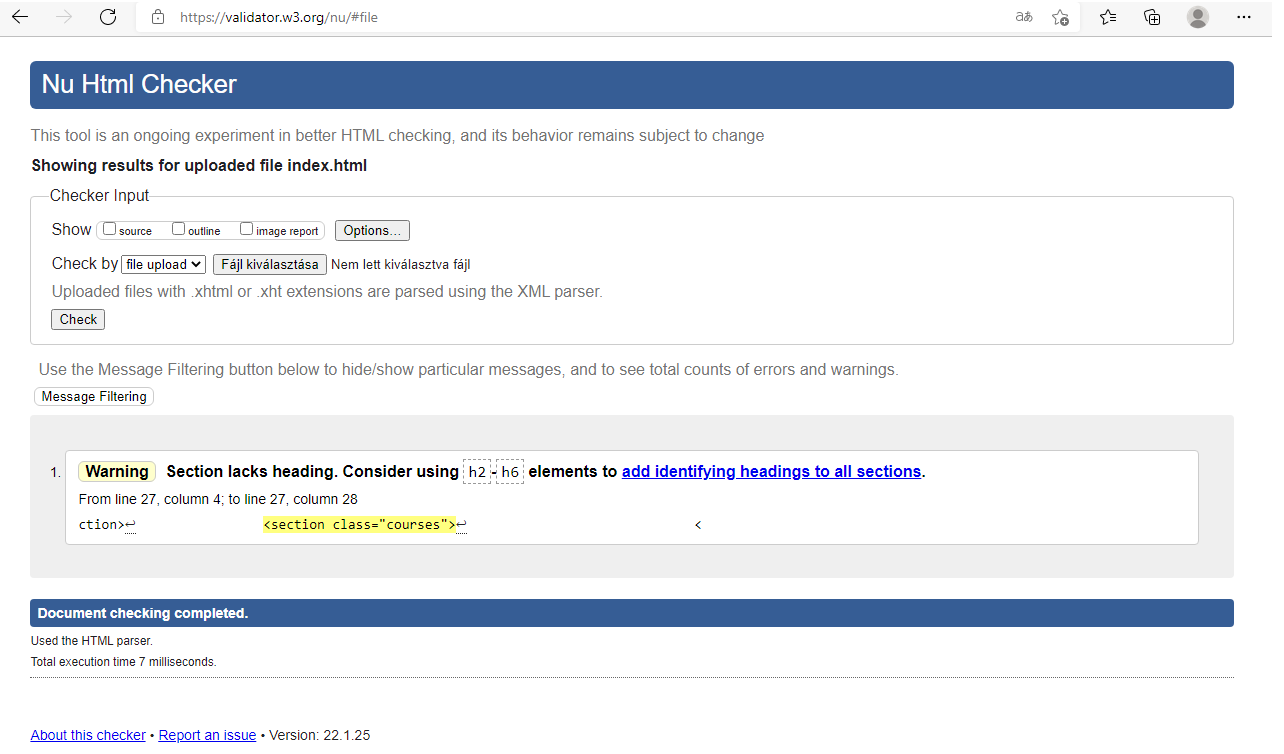 https://validator.w3.org/nu/#file
Nu Html Checker
This tool is an ongoing experiment in better HTML checking, and its behavior remains subject to change
Showing results for uploaded file index.html
Checker Input
Show source outline image report Options...
Check by file upload Fájl kiválasztása Nem lett kiválasztva fájl
Uploaded files with .xhtml or .xht extensions are parsed using the XML parser.
Check
Use the Message Filtering button below to hide/show particular messages, and to see total counts of errors and warnings.
Message Filtering
1. Warning Section lacks heading. Consider using h2-h6 elements to add identifying headings to all sections.
From line 27, column 4; to line 27, column 28
ction>↩ <section class="courses">↩ <
Document checking completed.
Used the HTML parser.
Total execution time 7 milliseconds.
About this checker • Report an issue • Version: 22.1.25